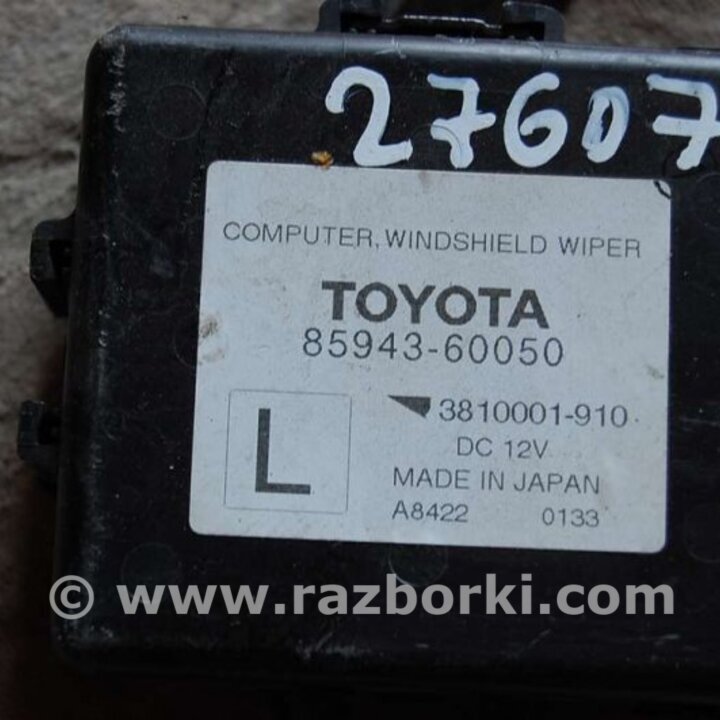 27607
COMPUTER, WINDSHIELD WIPER
TOYOTA
85943-60050
L
3810001-910
DC 12V
MADE IN JAPAN
A8422 0133
© www.razborki.com